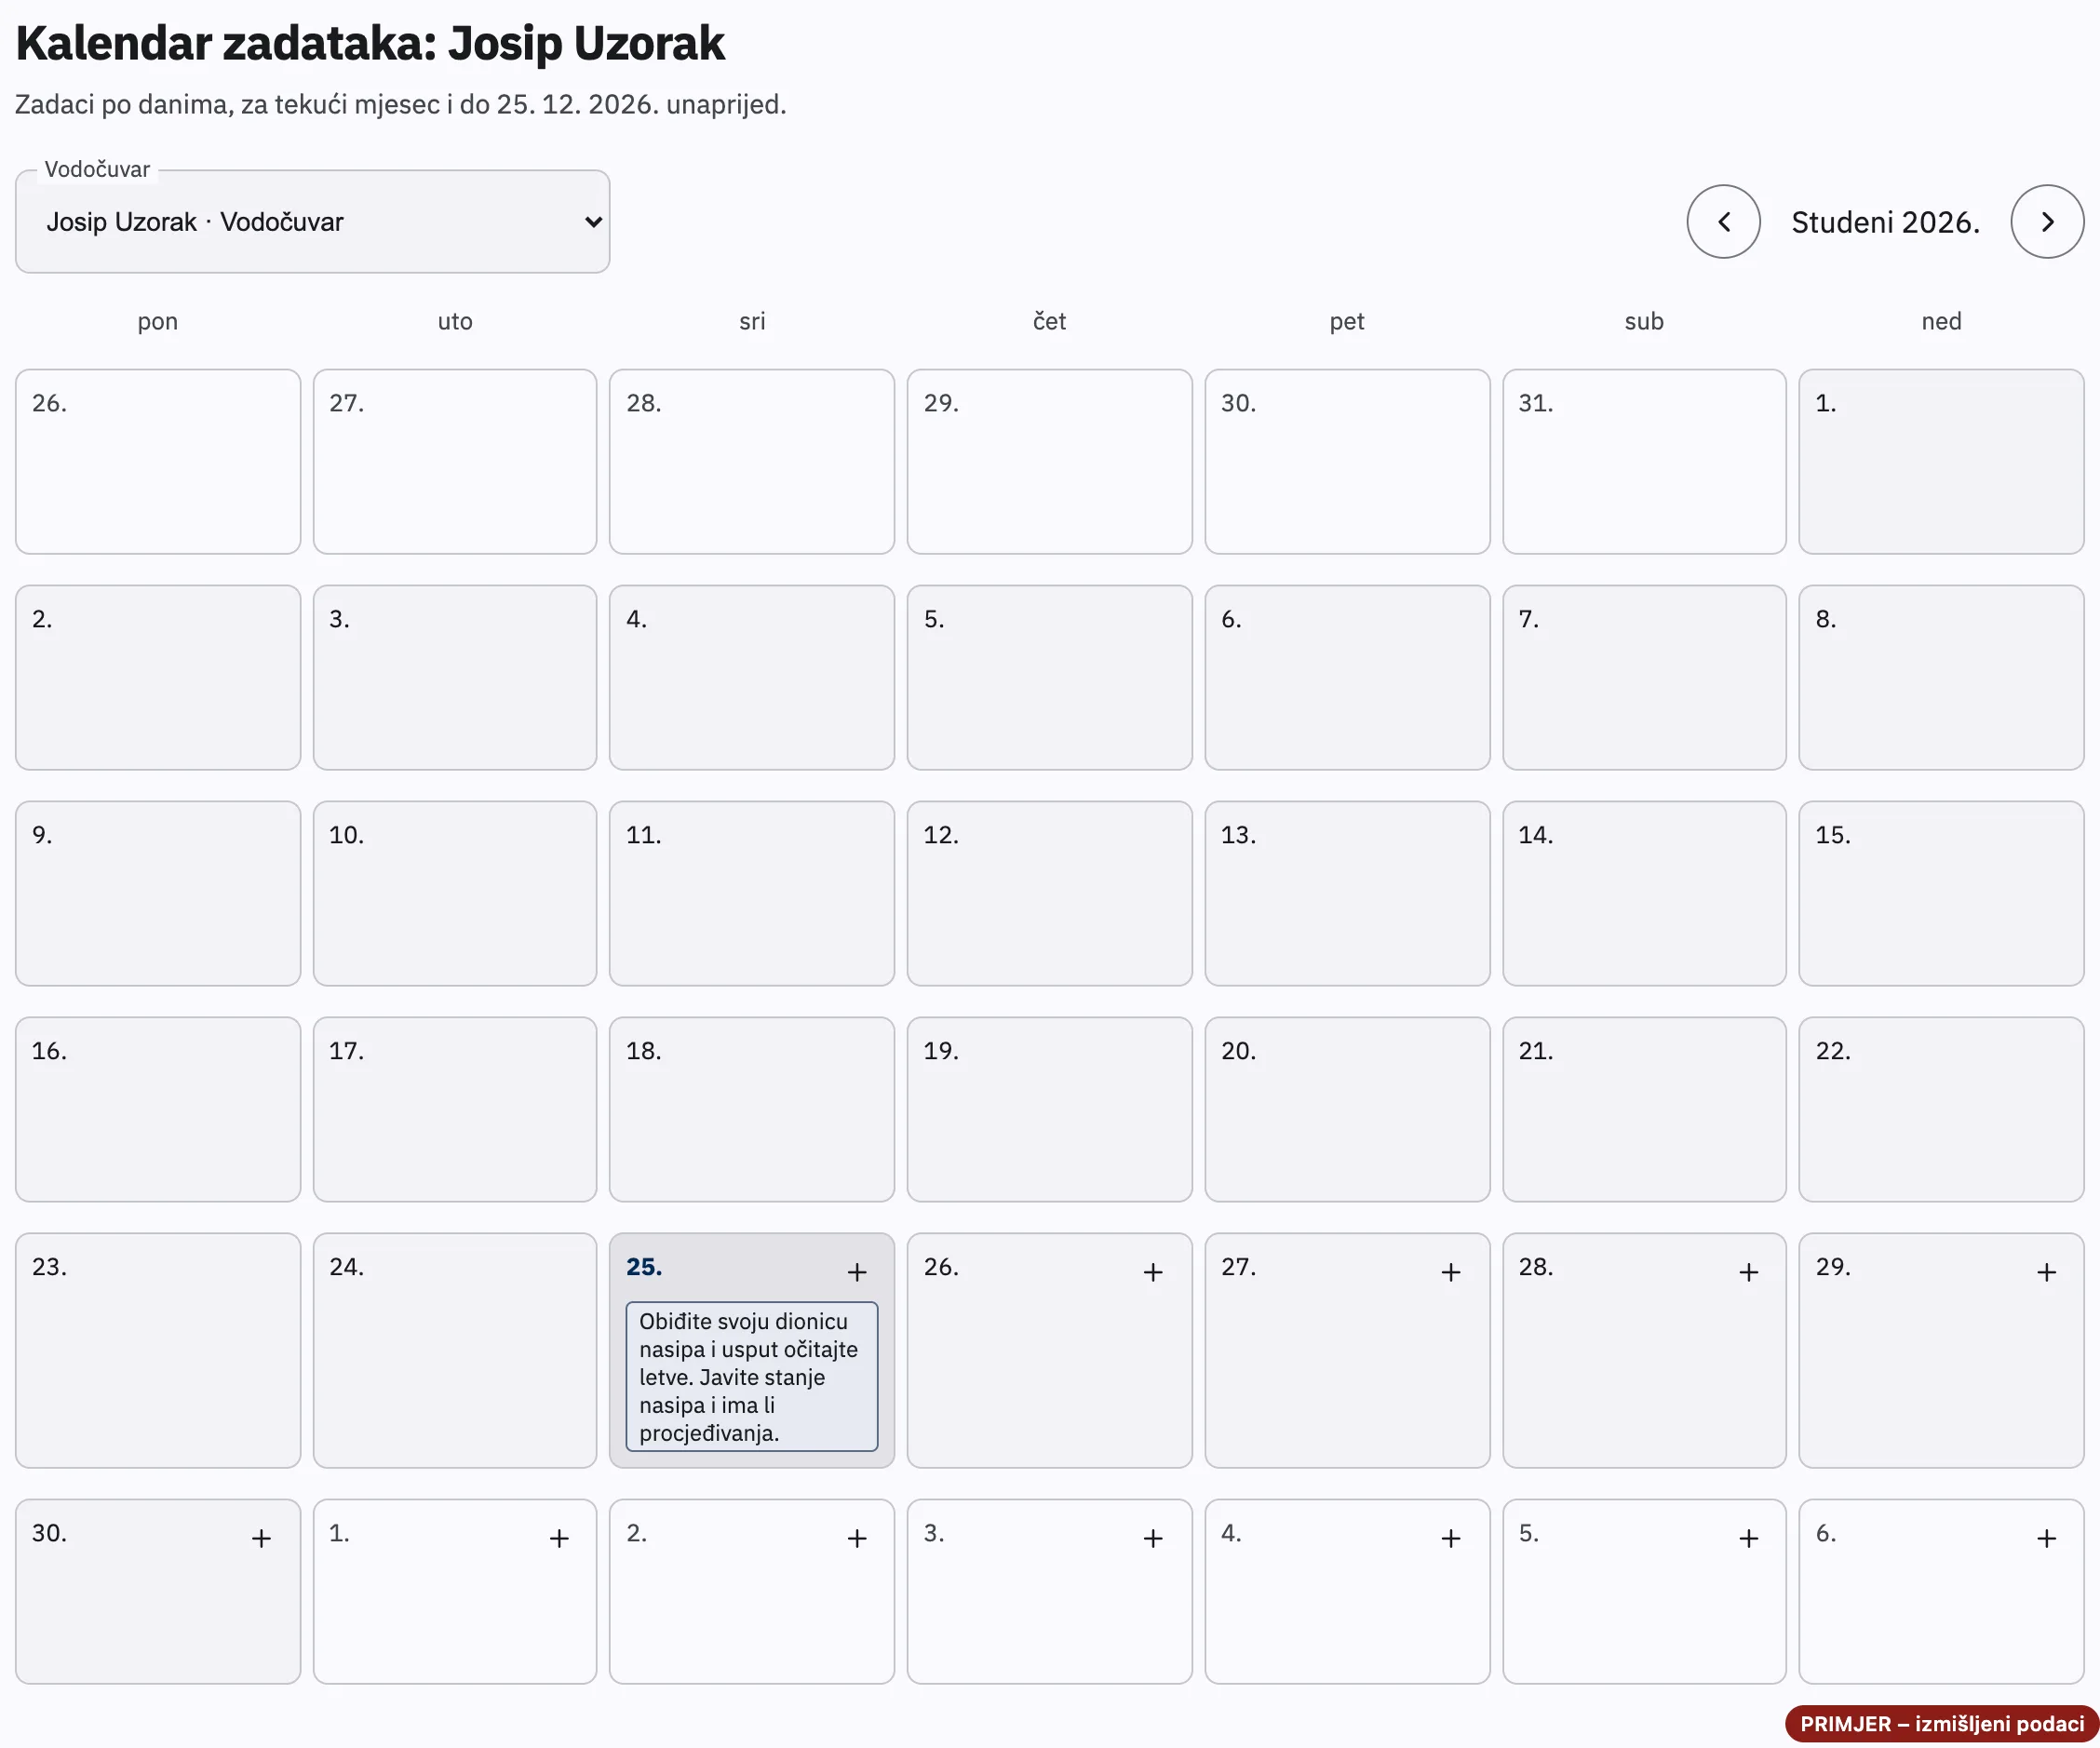 Kalendar zadataka: Josip Uzorak
Zadaci po danima, za tekući mjesec i do 25. 12. 2026. unaprijed.
Vodočuvar
Josip Uzorak · Vodočuvar
Studeni 2026.
pon uto sri čet pet sub ned
26. 27. 28. 29. 30. 31. 1.
2. 3. 4. 5. 6. 7. 8.
9. 10. 11. 12. 13. 14. 15.
16. 17. 18. 19. 20. 21. 22.
23. 24. 25. + 26. + 27. + 28. + 29. +
Obiđite svoju dionicu
nasipa i usput očitajte
letve. Javite stanje
nasipa i ima li
procjeđivanja.
30. + 1. + 2. + 3. + 4. + 5. + 6. +
PRIMJER – izmišljeni podaci